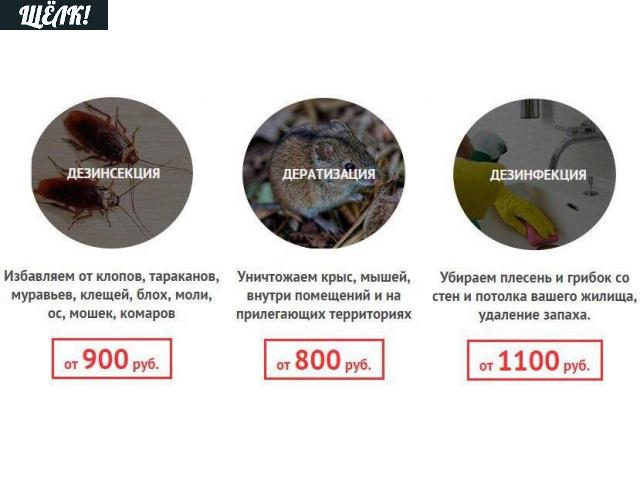 ЩЁЛК!
ДЕЗИНСЕКЦИЯ
Избавляем от клопов, тараканов,
муравьев, клещей, блох, моли,
ос, мошек, комаров
от 900 руб.
ДЕРАТИЗАЦИЯ
Уничтожаем крыс, мышей,
внутри помещений и на
прилегающих территориях
от 800 руб.
ДЕЗИНФЕКЦИЯ
Убираем плесень и грибок со
стен и потолка вашего жилища,
удаление запаха.
от 1100 руб.